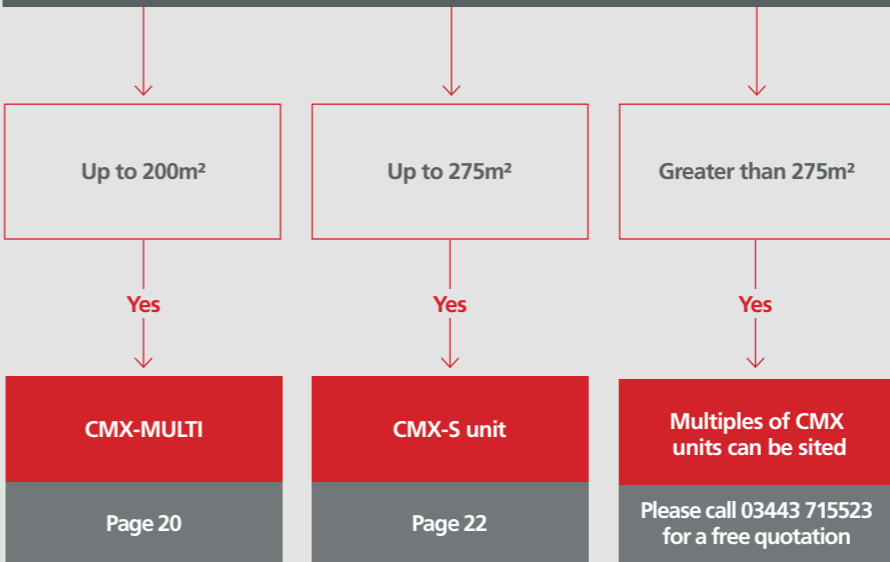 Up to 200m²
Up to 275m²
Greater than 275m²
Yes
Yes
Yes
CMX-MULTI
CMX-S unit
Multiples of CMX
units can be sited
Page 20
Page 22
Please call 03443 715523
for a free quotation